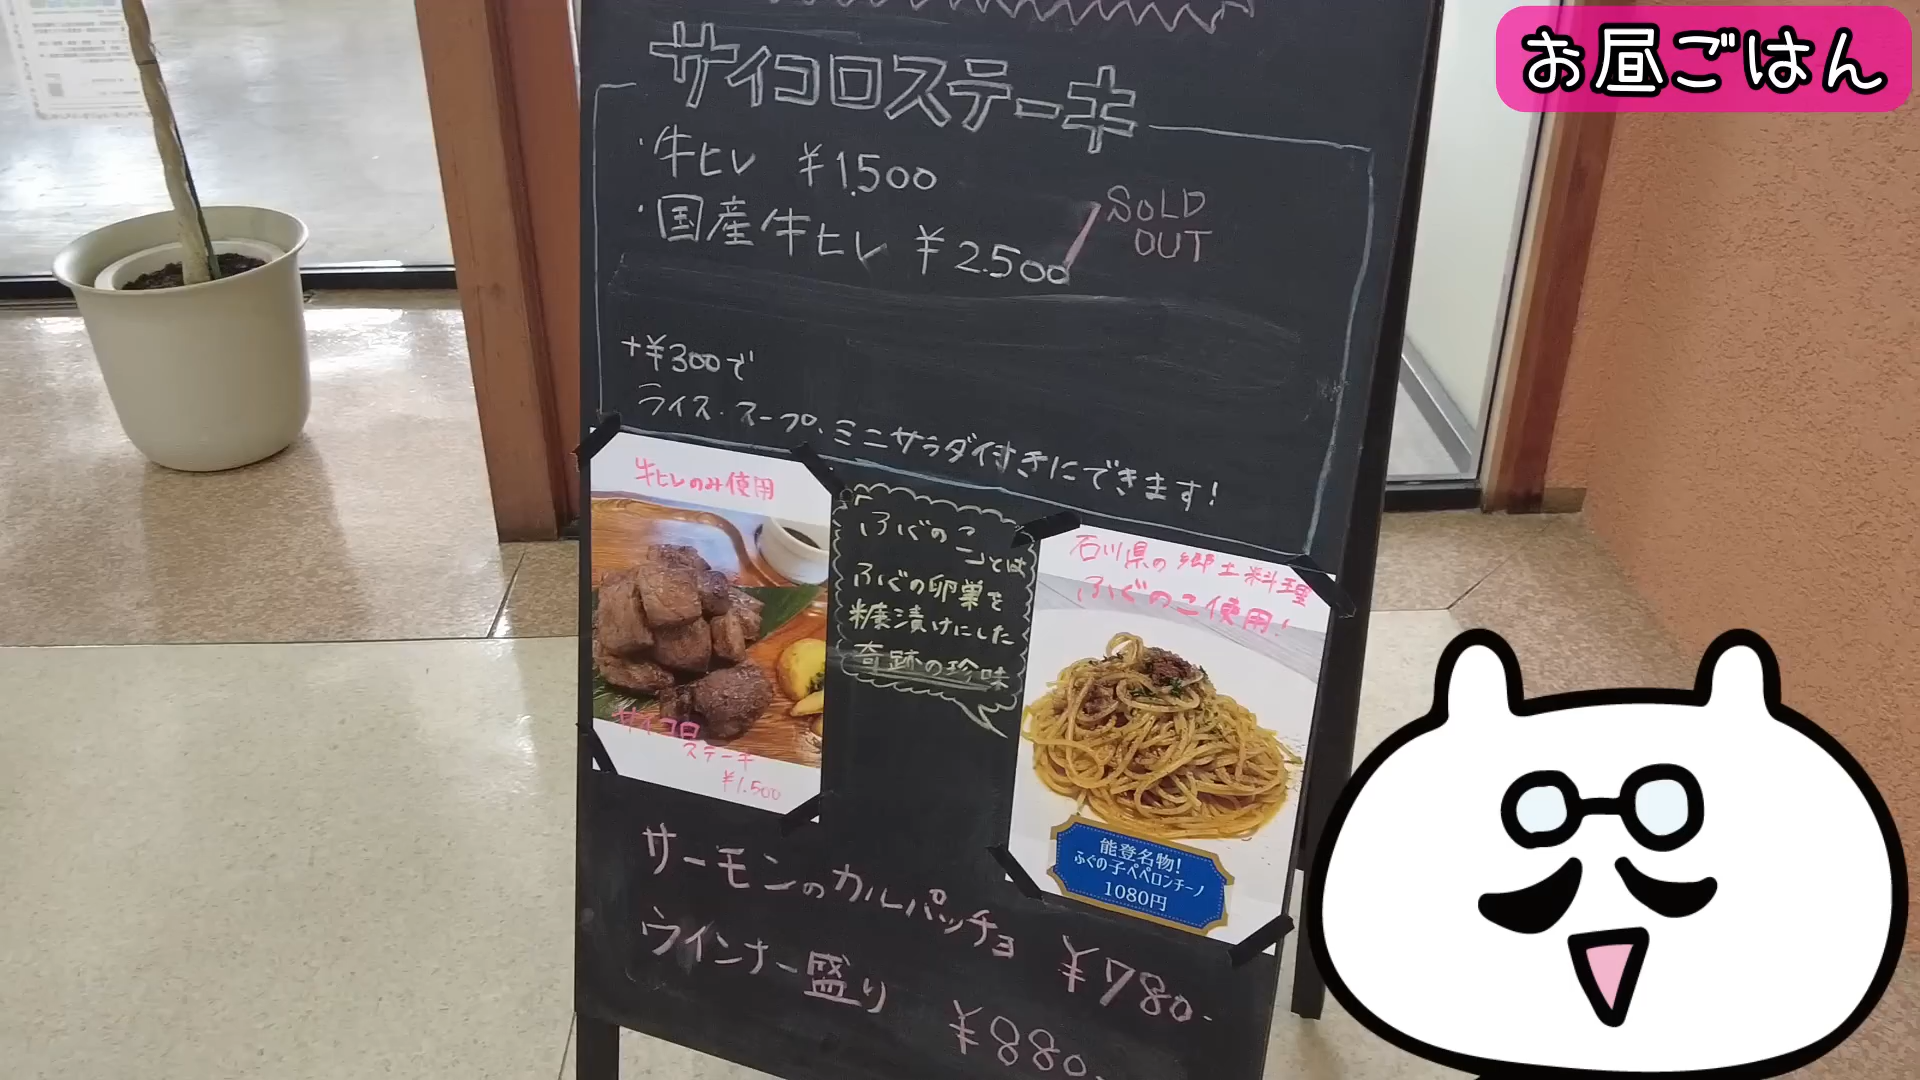 お昼ごはん
サイコロステーキ
・牛ヒレ ¥1,500
・国産牛ヒレ ¥2,500
SOLD
OUT
+¥300で
ライス・スープ・ミニサラダ付きにできます!
牛ヒレのみ使用
サイコロ
ステーキ
¥1,500
「ふぐのこ」とは
ふぐの卵巣を
糠漬けにした
奇跡の珍味
石川県の郷土料理
ふぐのこ使用!
能登名物!
ふぐの子ペペロンチーノ
1080円
サーモンのカルパッチョ ¥780.-
ウインナー盛り ¥880.-